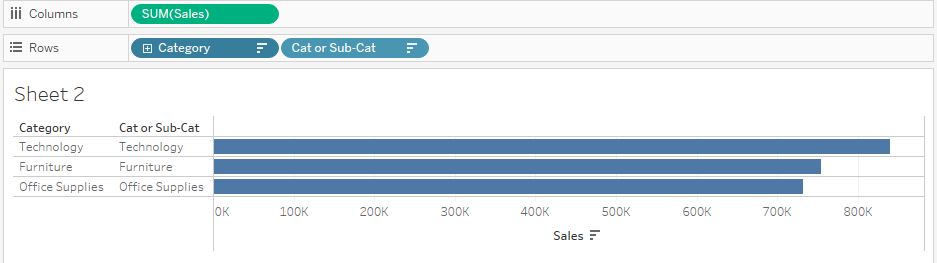 Columns SUM(Sales)
Rows Category Cat or Sub-Cat
Sheet 2
Category Cat or Sub-Cat
Technology Technology
Furniture Furniture
Office Supplies Office Supplies
0K 100K 200K 300K 400K 500K 600K 700K 800K
Sales